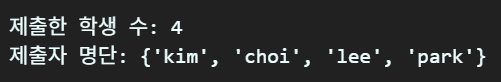 제출한 학생 수: 4
제출자 명단: {'kim', 'choi', 'lee', 'park'}